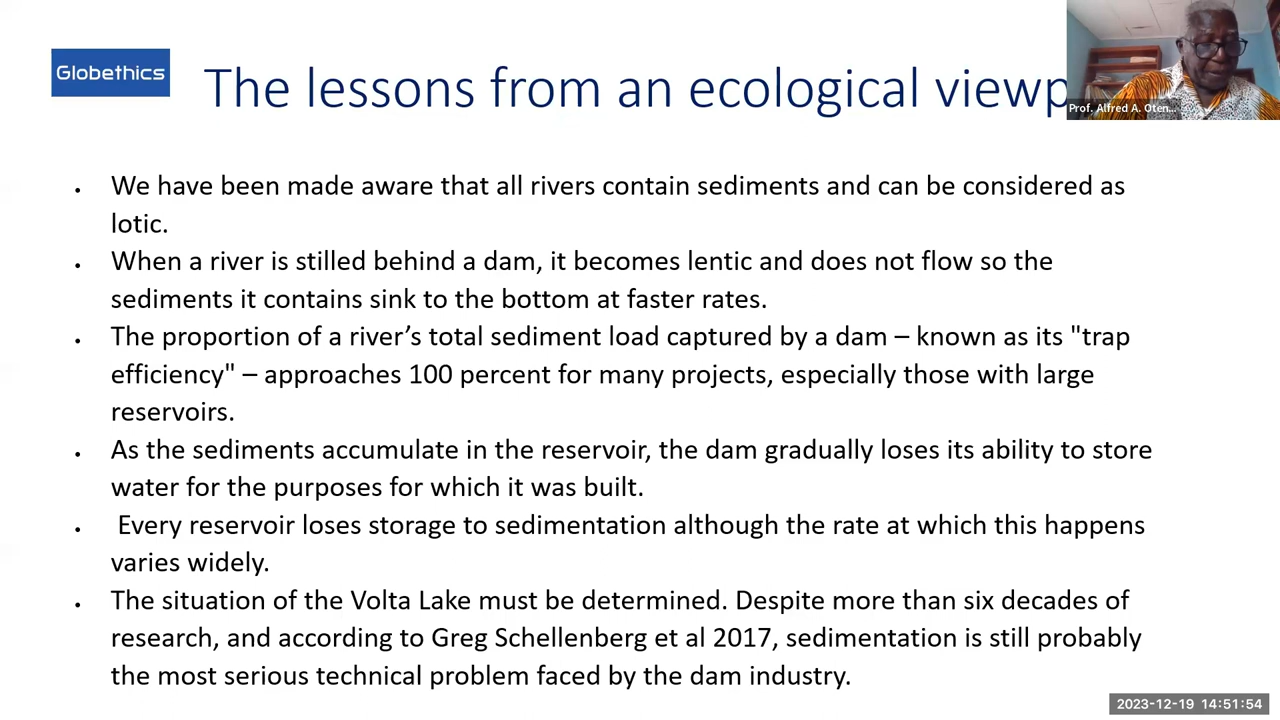 Globethics
The lessons from an ecological viewp
Prof. Alfred A. Oten...
• We have been made aware that all rivers contain sediments and can be considered as
lotic.
• When a river is stilled behind a dam, it becomes lentic and does not flow so the
sediments it contains sink to the bottom at faster rates.
• The proportion of a river’s total sediment load captured by a dam – known as its "trap
efficiency" – approaches 100 percent for many projects, especially those with large
reservoirs.
• As the sediments accumulate in the reservoir, the dam gradually loses its ability to store
water for the purposes for which it was built.
• Every reservoir loses storage to sedimentation although the rate at which this happens
varies widely.
• The situation of the Volta Lake must be determined. Despite more than six decades of
research, and according to Greg Schellenberg et al 2017, sedimentation is still probably
the most serious technical problem faced by the dam industry.
2023-12-19 14:51:54